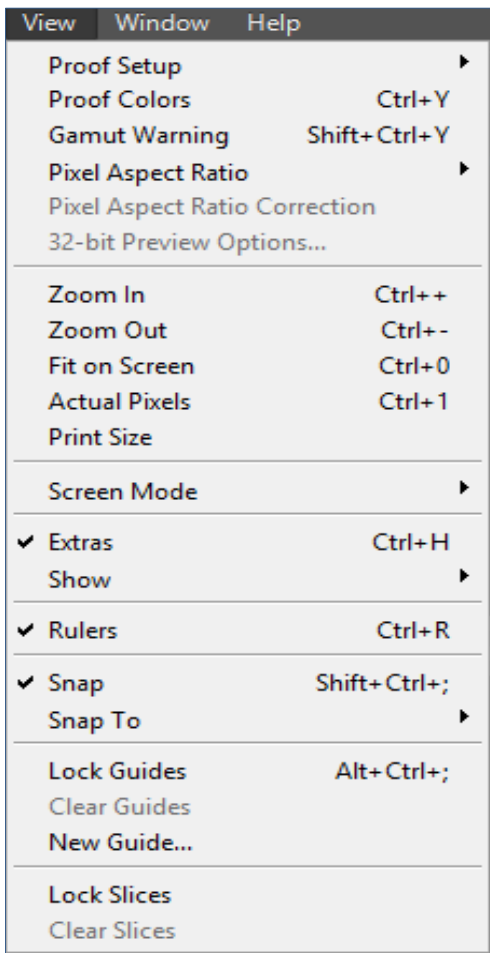 View Window Help
Proof Setup
Proof Colors Ctrl+Y
Gamut Warning Shift+Ctrl+Y
Pixel Aspect Ratio
Pixel Aspect Ratio Correction
32-bit Preview Options...
Zoom In Ctrl++
Zoom Out Ctrl+-
Fit on Screen Ctrl+0
Actual Pixels Ctrl+1
Print Size
Screen Mode
Extras Ctrl+H
Show
Rulers Ctrl+R
Snap Shift+Ctrl+;
Snap To
Lock Guides Alt+Ctrl+;
Clear Guides
New Guide...
Lock Slices
Clear Slices